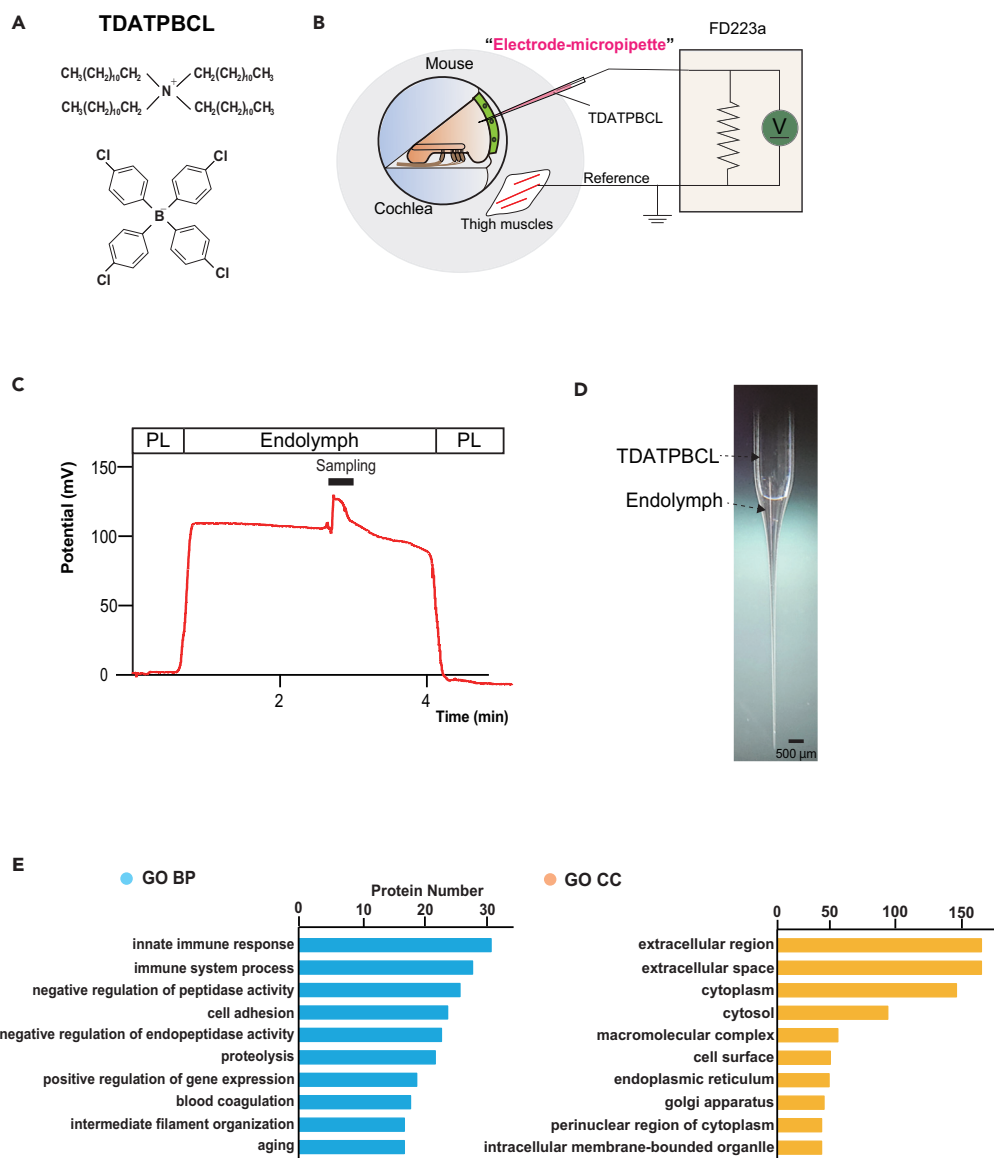 A
TDATPBCL
CH3(CH2)10CH2 CH2(CH2)10CH3
N+
CH3(CH2)10CH2 CH2(CH2)10CH3
Cl Cl
B-
Cl Cl
B
FD223a
"Electrode-micropipette"
Mouse
TDATPBCL
V
Reference
Cochlea
Thigh muscles
C
PL Endolymph PL
Sampling
Potential (mV)
150
100
50
0
2 4
Time (min)
D
TDATPBCL
Endolymph
500 µm
E
GO BP
Protein Number
0 10 20 30
innate immune response
immune system process
negative regulation of peptidase activity
cell adhesion
negative regulation of endopeptidase activity
proteolysis
positive regulation of gene expression
blood coagulation
intermediate filament organization
aging
GO CC
0 50 100 150
extracellular region
extracellular space
cytoplasm
cytosol
macromolecular complex
cell surface
endoplasmic reticulum
golgi apparatus
perinuclear region of cytoplasm
intracellular membrane-bounded organlle